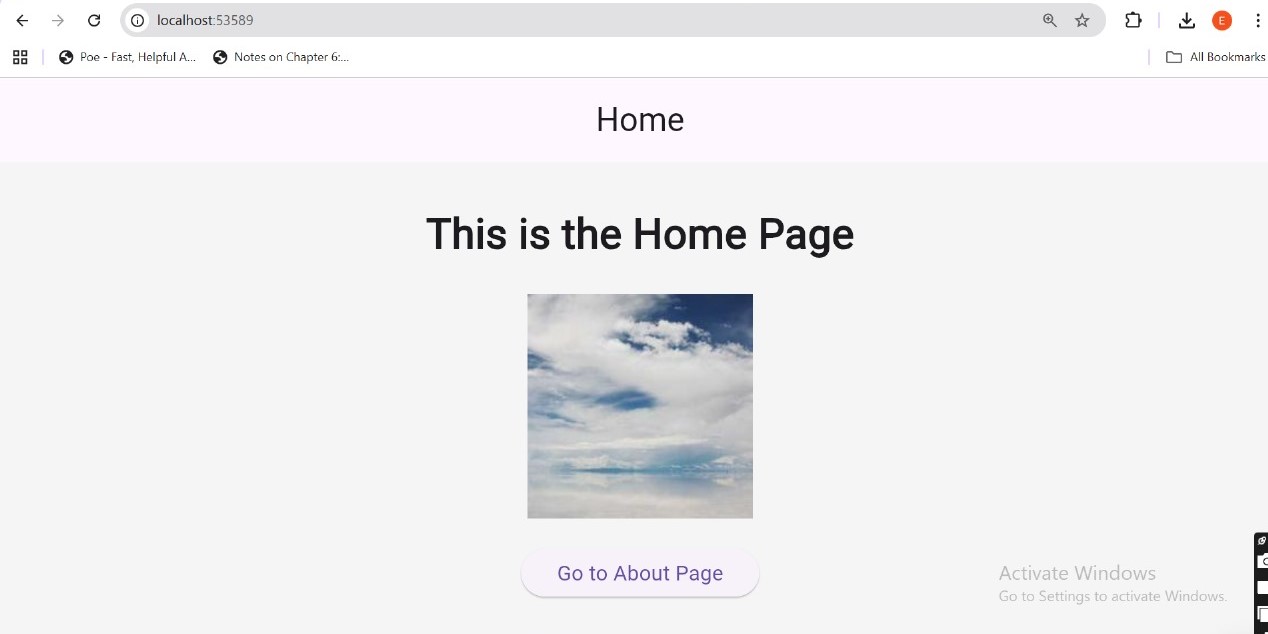 localhost:53589
E
Poe - Fast, Helpful A...
Notes on Chapter 6:...
All Bookmarks
Home
This is the Home Page
Go to About Page
Activate Windows
Go to Settings to activate Windows.